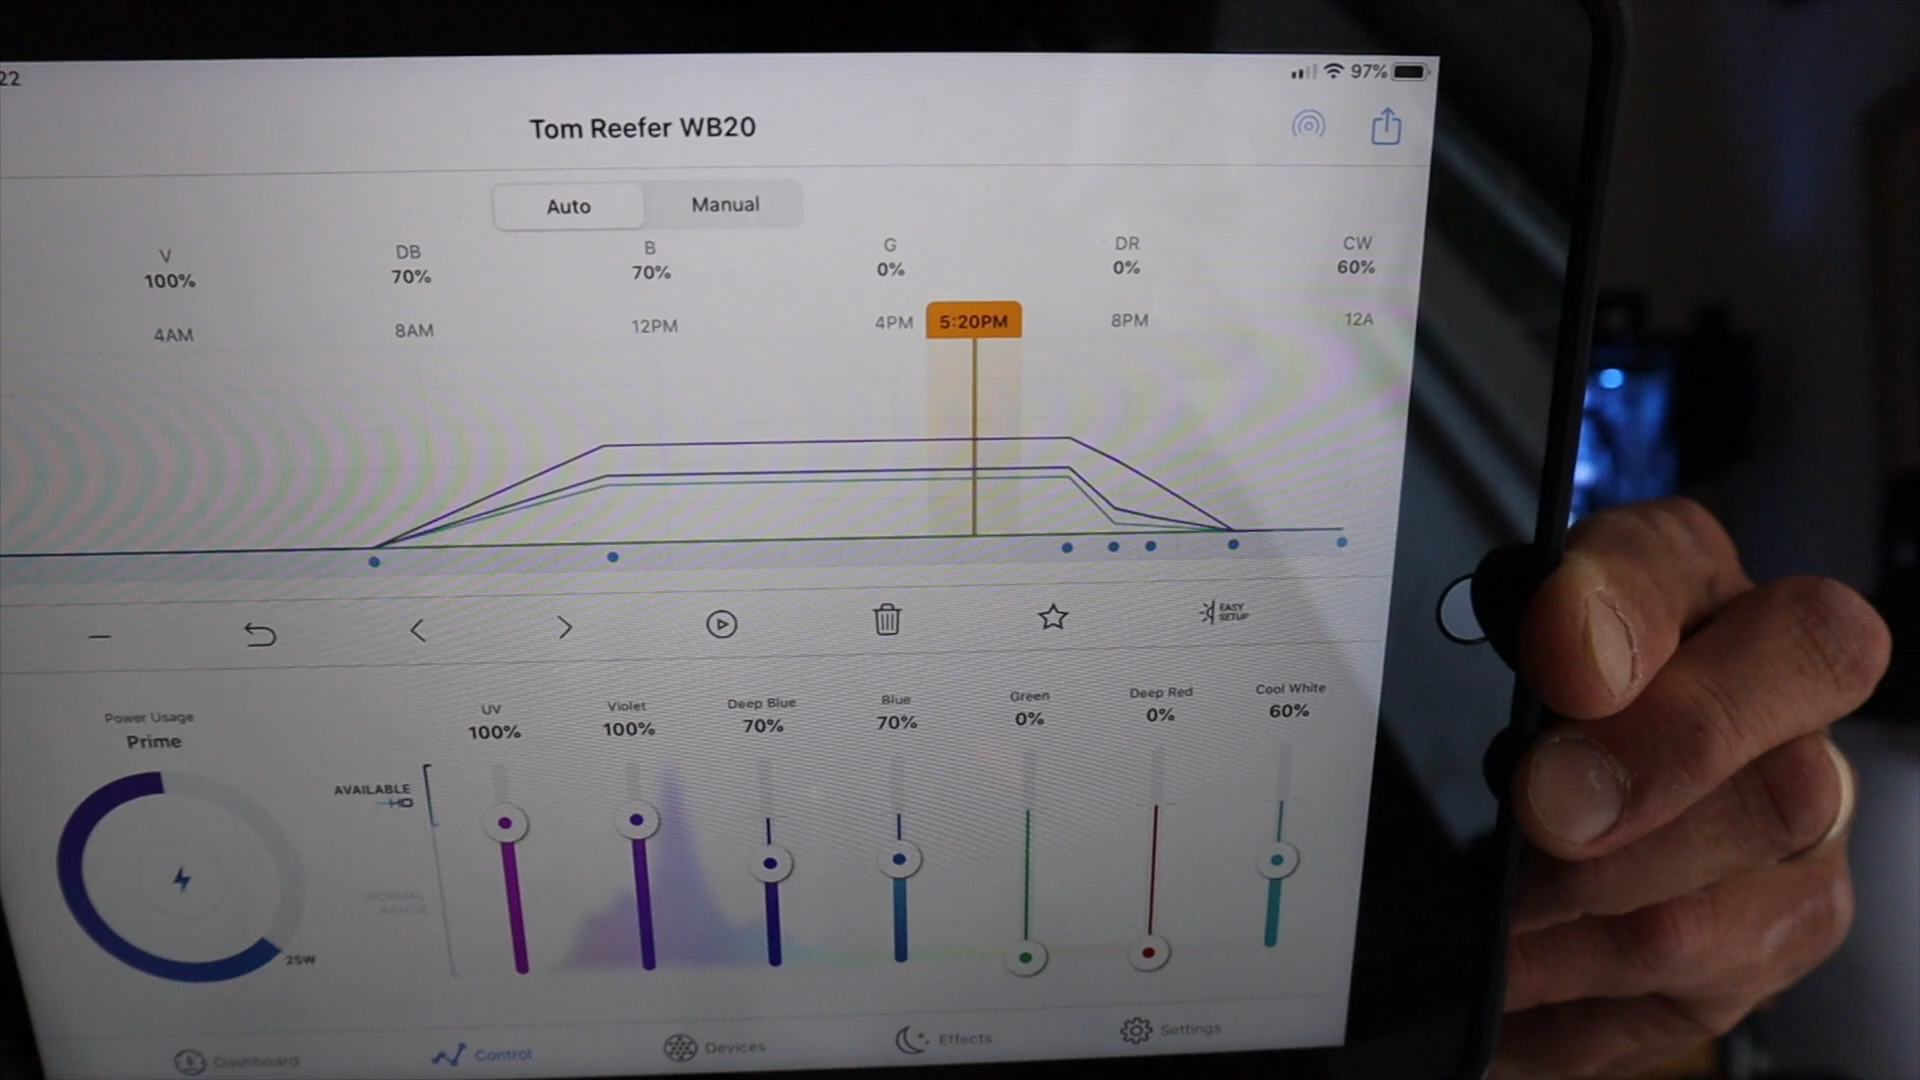 22
97%
Tom Reefer WB20
Auto Manual
V DB B G DR CW
100% 70% 70% 0% 0% 60%
4AM 8AM 12PM 4PM 5:20PM 8PM 12A
EASY
SETUP
Power Usage
Prime
25W
AVAILABLE
HD
NORMAL
RANGE
UV Violet Deep Blue Blue Green Deep Red Cool White
100% 100% 70% 70% 0% 0% 60%
Dashboard Control Devices Effects Settings